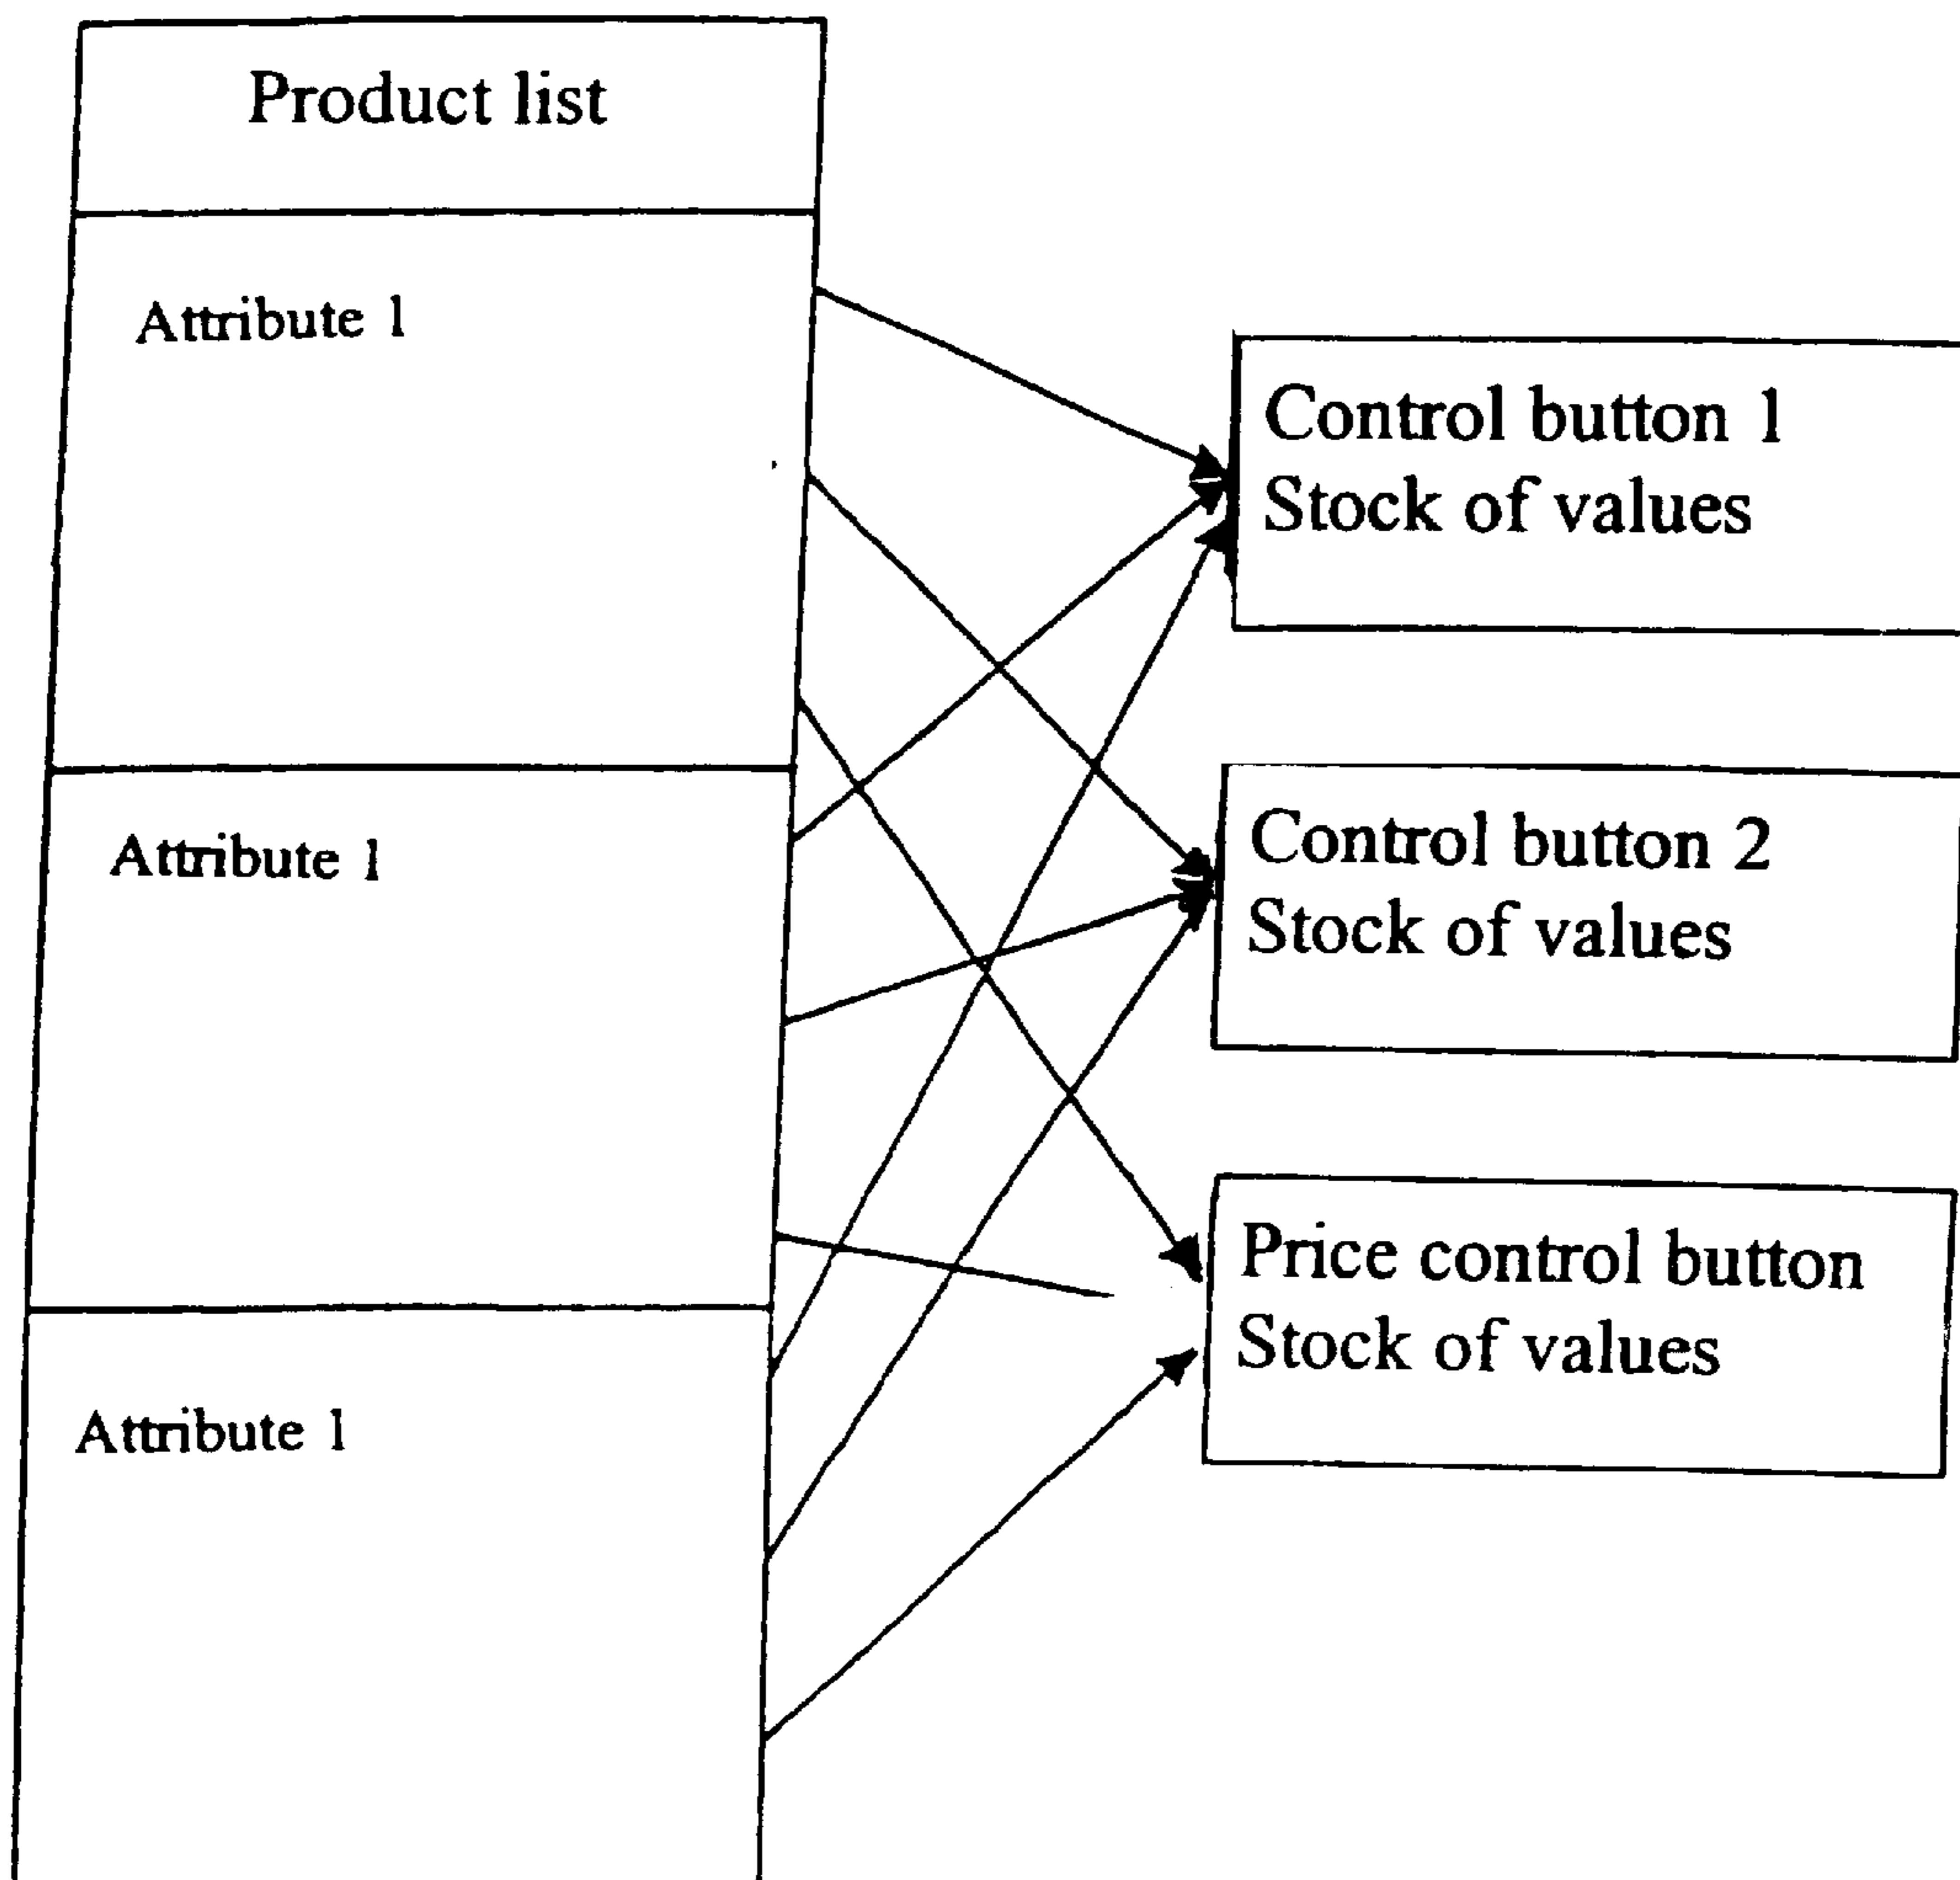 Product list
Attribute 1
Control button 1
Stock of values
Attribute 1
Control button 2
Stock of values
Price control button
Stock of values
Attribute 1